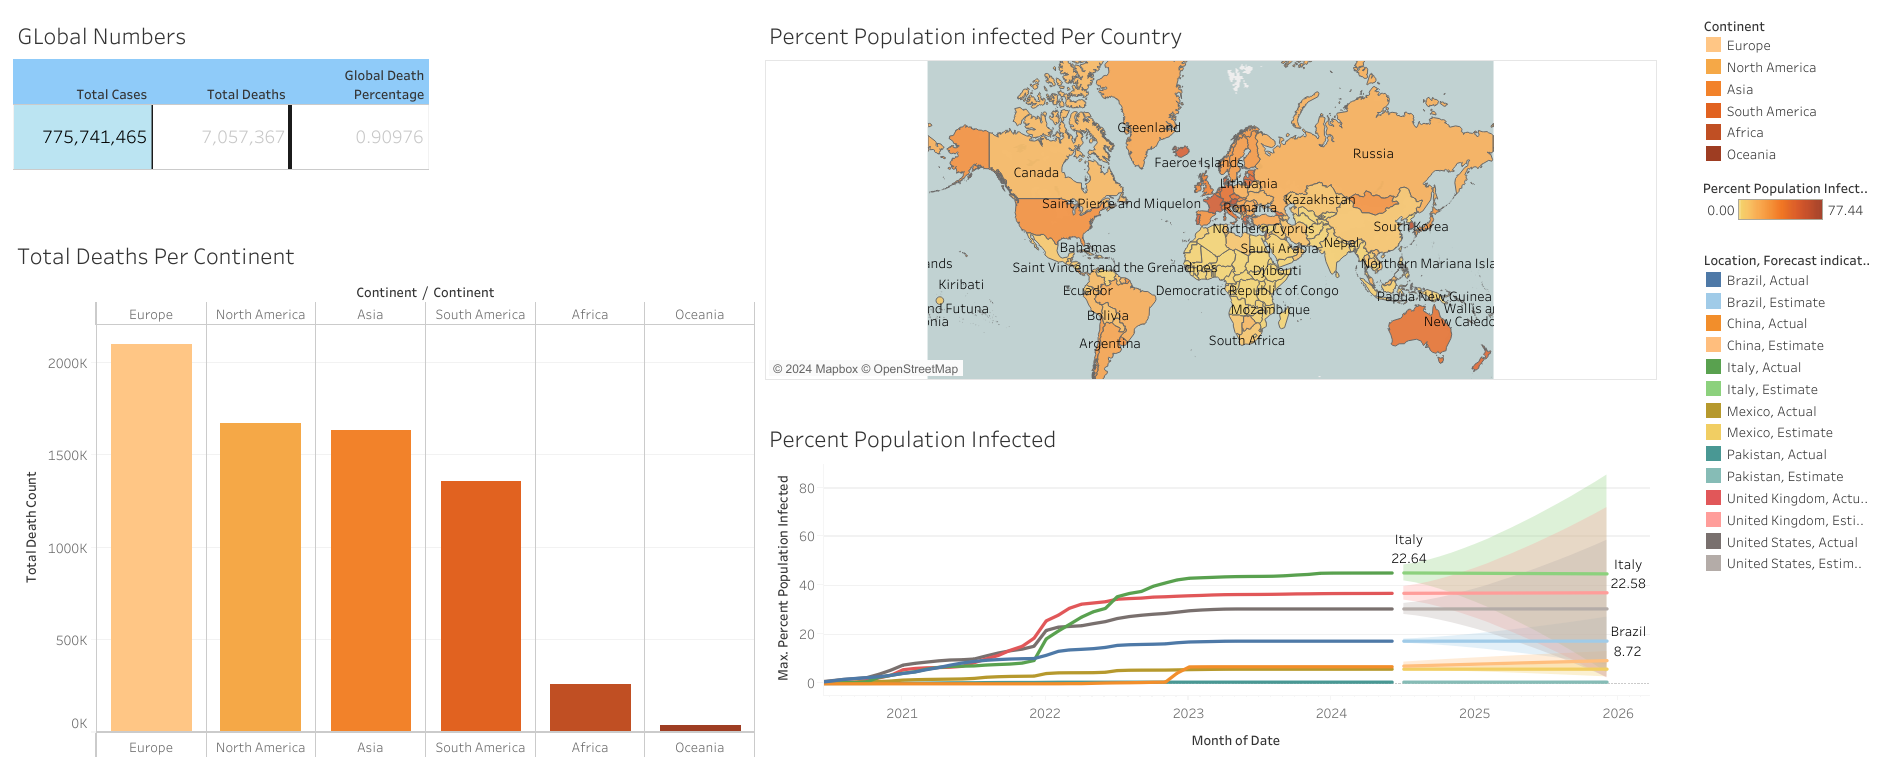 GLobal Numbers
Total Cases
Total Deaths
Global Death
Percentage
775,741,465
7,057,367
0.90976
Total Deaths Per Continent
Continent / Continent
Europe
North America
Asia
South America
Africa
Oceania
Total Death Count
2000K
1500K
1000K
500K
0K
Europe
North America
Asia
South America
Africa
Oceania
Percent Population infected Per Country
Greenland
Faeroe Islands
Russia
Canada
Lithuania
Saint Pierre and Miquelon
Romania
Kazakhstan
Northern Cyprus
South Korea
Bahamas
Saudi Arabia
Nepal
ands
Saint Vincent and the Grenadines
Djibouti
Northern Mariana Isla
Kiribati
Ecuador
Democratic Republic of Congo
Papua New Guinea
nd Futuna
Bolivia
Mozambique
Wallis a
onia
New Caledo
Argentina
South Africa
© 2024 Mapbox © OpenStreetMap
Percent Population Infected
Max. Percent Population Infected
80
60
40
20
0
Italy
22.64
Italy
22.58
Brazil
8.72
2021
2022
2023
2024
2025
2026
Month of Date
Continent
Europe
North America
Asia
South America
Africa
Oceania
Percent Population Infect..
0.00
77.44
Location, Forecast indicat..
Brazil, Actual
Brazil, Estimate
China, Actual
China, Estimate
Italy, Actual
Italy, Estimate
Mexico, Actual
Mexico, Estimate
Pakistan, Actual
Pakistan, Estimate
United Kingdom, Actu..
United Kingdom, Esti..
United States, Actual
United States, Estim..